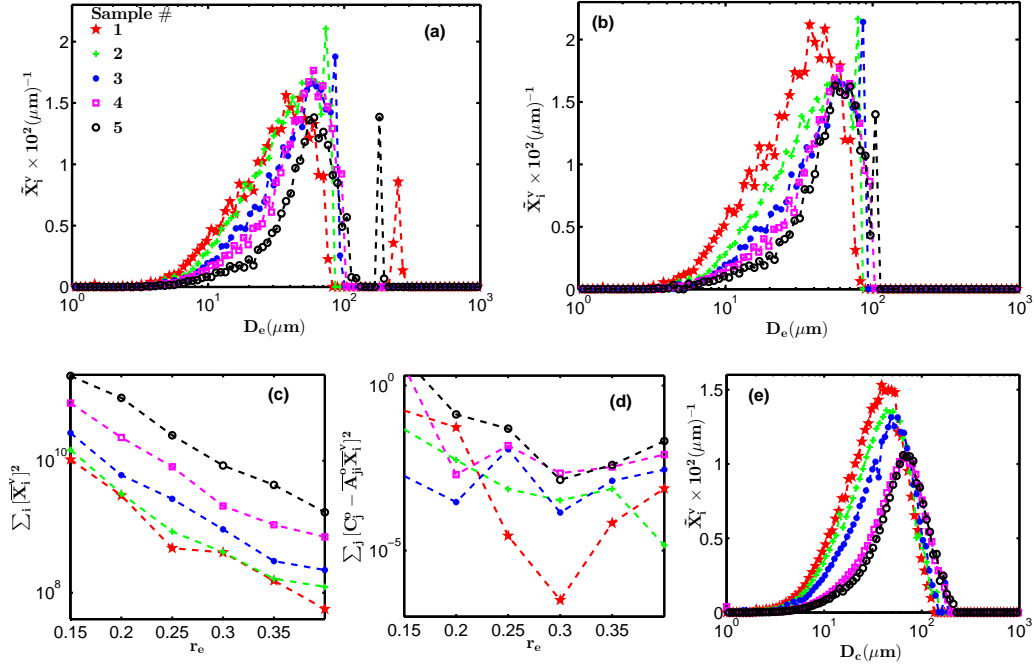 Sample #
1
2
3
4
5
(a)
2
1.5
1
0.5
0
X̃ᵢᵛ × 10²(μm)⁻¹
10⁰ 10¹ 10² 10³
Dₑ(μm)
(b)
2
1.5
1
0.5
0
X̃ᵢᵛ × 10²(μm)⁻¹
10⁰ 10¹ 10² 10³
Dₑ(μm)
(c)
10¹⁰
10⁸
∑ᵢ[X̅ᵢᵛ]²
0.15 0.2 0.25 0.3 0.35
rₑ
(d)
10⁰
10⁻⁵
∑ⱼ[Cⱼᵒ − A̅ⱼᵢᵒX̅ᵢᵛ]²
0.15 0.2 0.25 0.3 0.35
rₑ
(e)
1.5
1
0.5
0
X̃ᵢᵛ × 10²(μm)⁻¹
10⁰ 10¹ 10² 10³
D_c(μm)